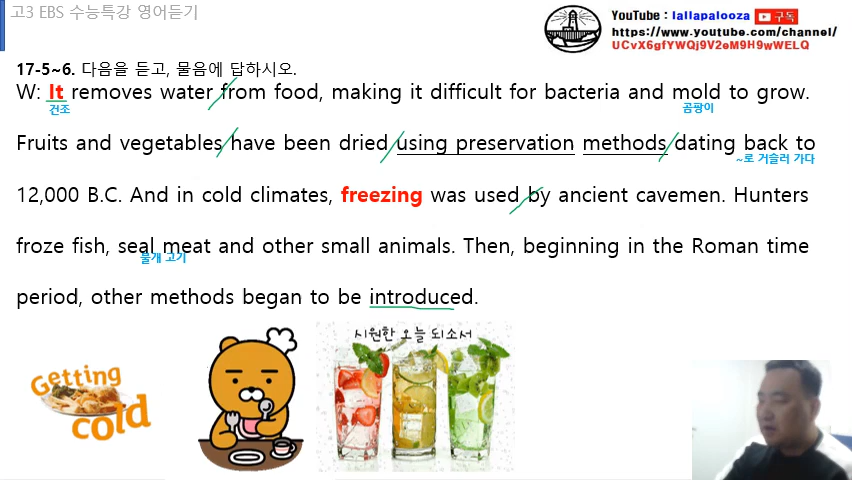 고3 EBS 수능특강 영어듣기
YouTube : lallapalooza 구독
https://www.youtube.com/channel/
UCvX6gfYWQj9V2eM9H9wWELQ
17-5~6. 다음을 듣고, 물음에 답하시오.
W: It removes water from food, making it difficult for bacteria and mold to grow.
건조
곰팡이
Fruits and vegetables have been dried using preservation methods dating back to
~로 거슬러 가다
12,000 B.C. And in cold climates, freezing was used by ancient cavemen. Hunters
froze fish, seal meat and other small animals. Then, beginning in the Roman time
물개 고기
period, other methods began to be introduced.
Getting
cold
시원한 오늘 되소서